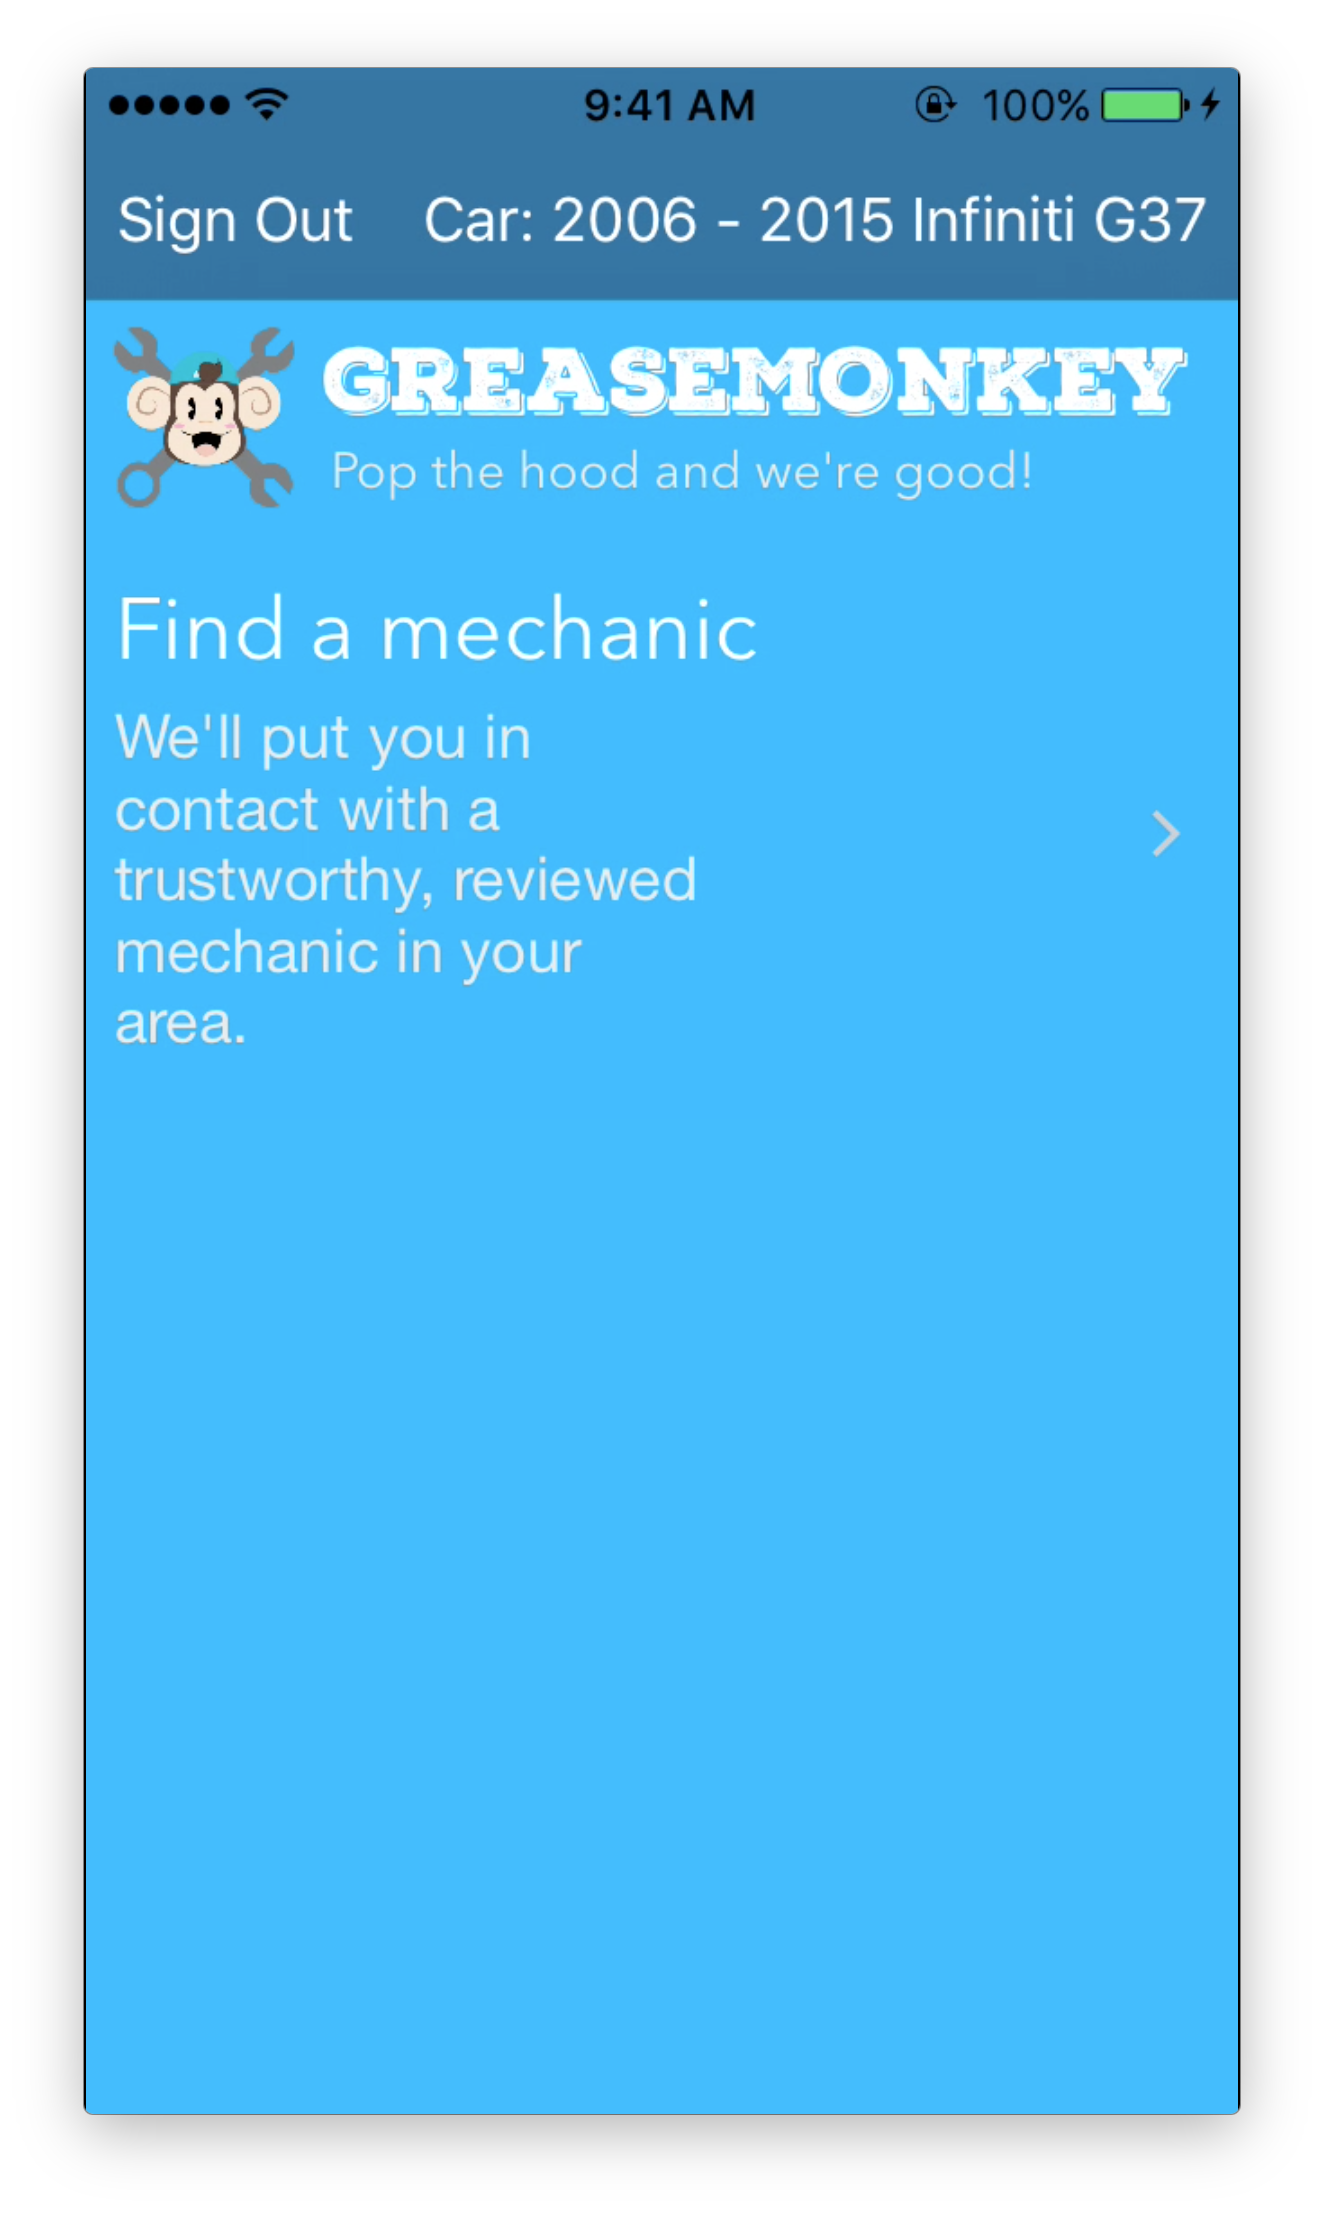 9:41 AM
100%
Sign Out
Car: 2006 - 2015 Infiniti G37
GREASEMONKEY
Pop the hood and we're good!
Find a mechanic
We'll put you in
contact with a
trustworthy, reviewed
mechanic in your
area.